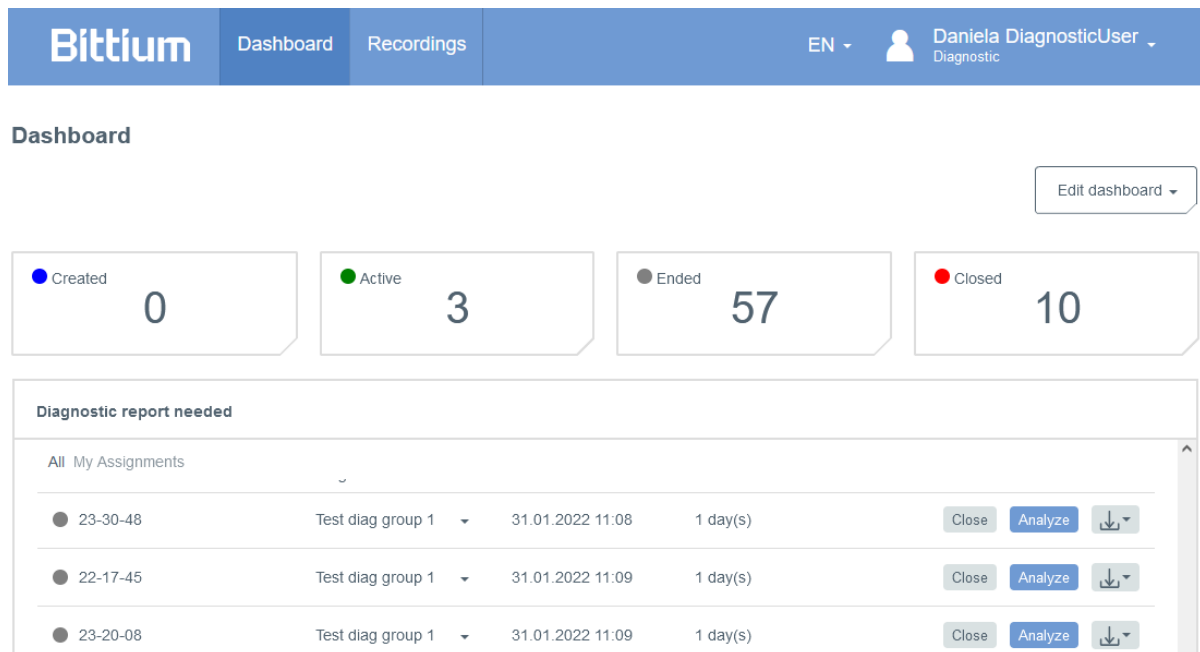 Bittium Dashboard Recordings EN Daniela DiagnosticUser
Diagnostic
Dashboard
Edit dashboard
Created Active Ended Closed
0 3 57 10
Diagnostic report needed
All My Assignments
23-30-48 Test diag group 1 31.01.2022 11:08 1 day(s) Close Analyze
22-17-45 Test diag group 1 31.01.2022 11:09 1 day(s) Close Analyze
23-20-08 Test diag group 1 31.01.2022 11:09 1 day(s) Close Analyze